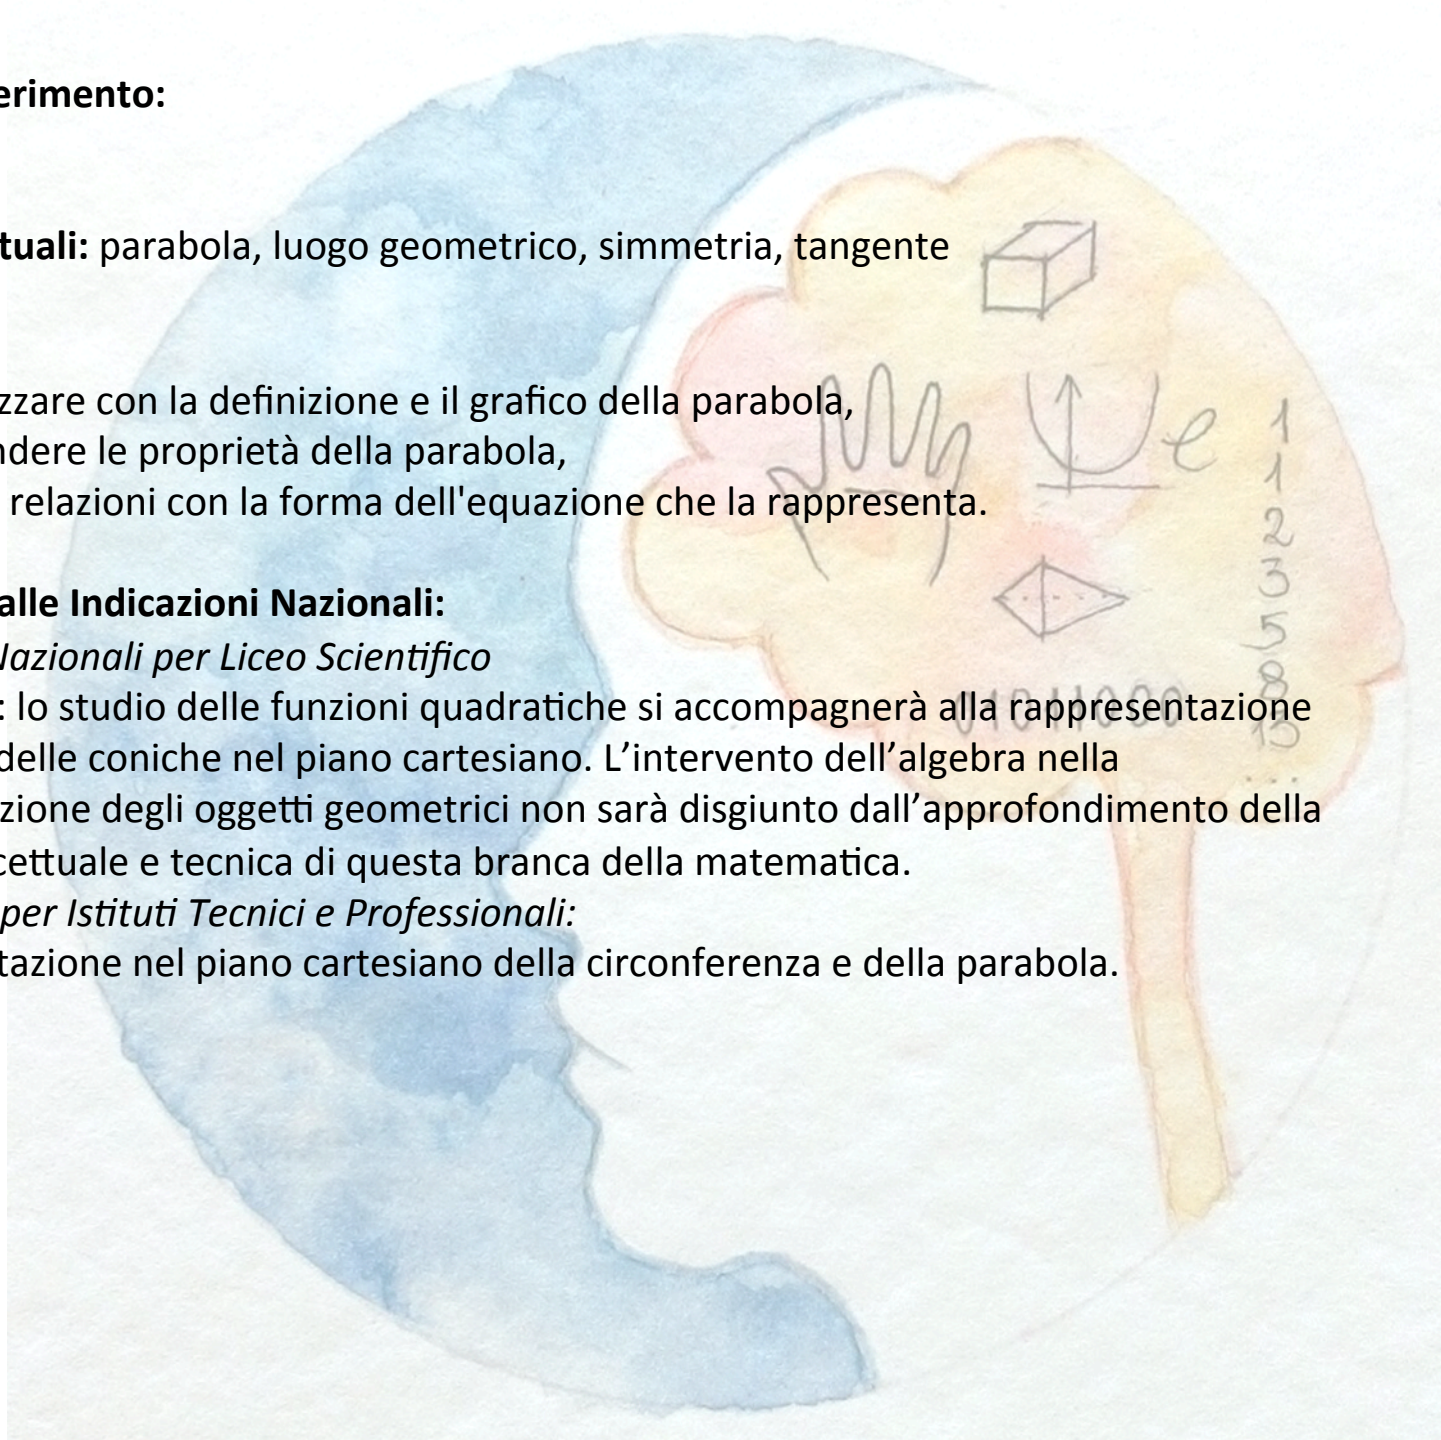 erimento:
tuali: parabola, luogo geometrico, simmetria, tangente
zzare con la definizione e il grafico della parabola,
ndere le proprietà della parabola,
relazioni con la forma dell'equazione che la rappresenta.
alle Indicazioni Nazionali:
Nazionali per Liceo Scientifico
: lo studio delle funzioni quadratiche si accompagnerà alla rappresentazione
delle coniche nel piano cartesiano. L’intervento dell’algebra nella
zione degli oggetti geometrici non sarà disgiunto dall’approfondimento della
cettuale e tecnica di questa branca della matematica.
per Istituti Tecnici e Professionali:
tazione nel piano cartesiano della circonferenza e della parabola.
e
1
1
2
3
5
8
13
...